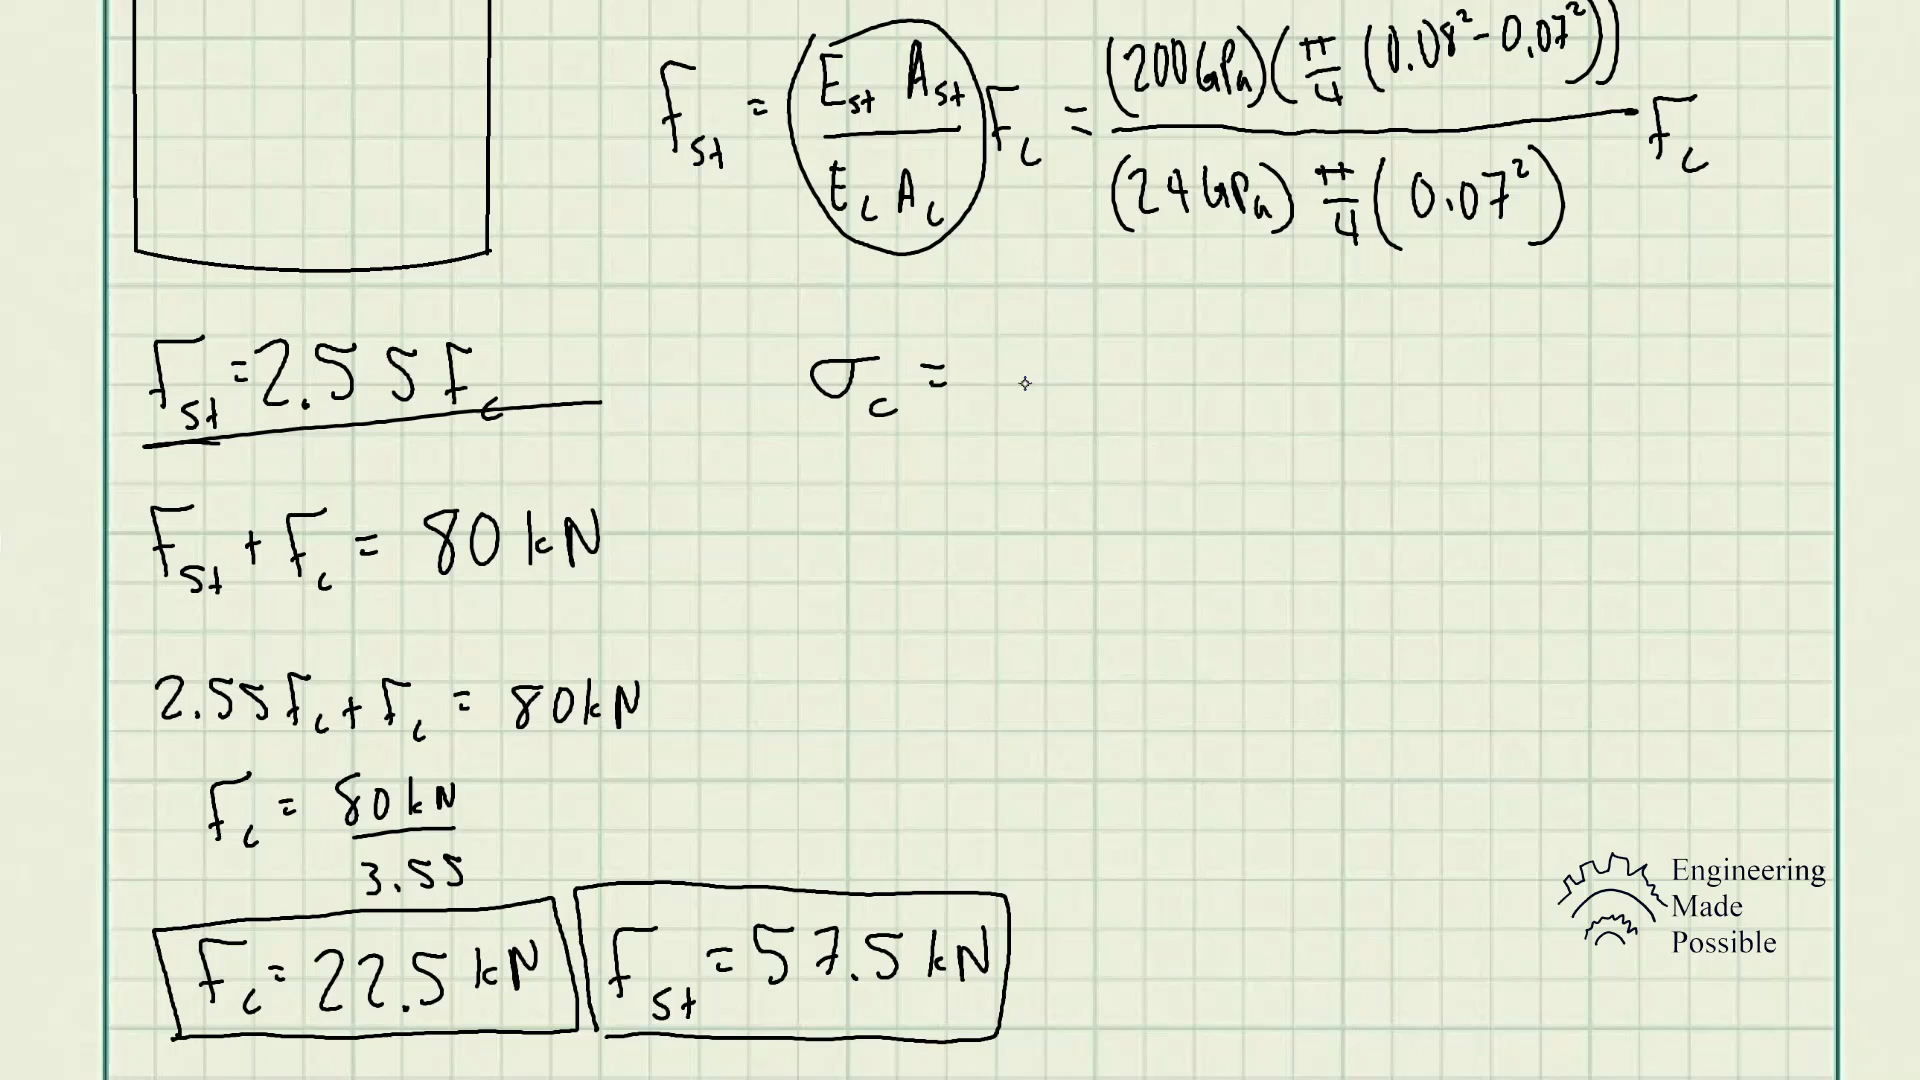 F_st = E_st A_st / E_c A_c F_c = (200 GPa)(π/4 (0.08² - 0.07²)) / (24 GPa) π/4 (0.07²) F_c
F_st = 2.55 F_c
σ_c =
F_st + F_c = 80 kN
2.55 F_c + F_c = 80 kN
F_c = 80 kN / 3.55
F_c = 22.5 kN
F_st = 57.5 kN
Engineering
Made
Possible